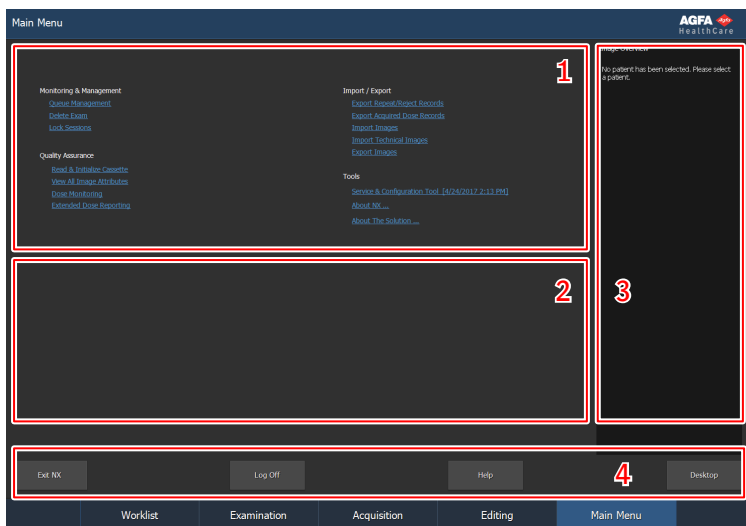 Main Menu
AGFA
HealthCare
Image Overview
No patient has been selected. Please select
a patient.
1
Monitoring & Management
Queue Management
Delete Exam
Lock Sessions
Quality Assurance
Read & Initialize Cassette
View All Image Attributes
Dose Monitoring
Extended Dose Reporting
Import / Export
Export Repeat/Reject Records
Export Acquired Dose Records
Import Images
Import Technical Images
Export Images
Tools
Service & Configuration Tool [4/24/2017 2:13 PM]
About NX ...
About The Solution ...
2
3
4
Exit NX
Log Off
Help
Desktop
Worklist
Examination
Acquisition
Editing
Main Menu